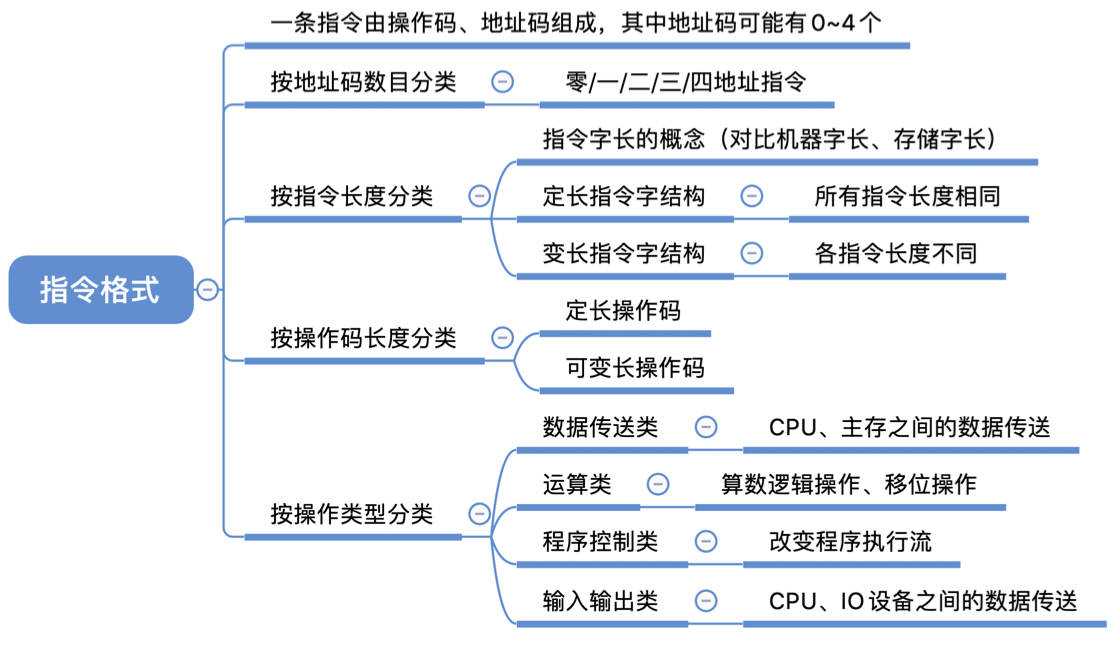 指令格式
一条指令由操作码、地址码组成，其中地址码可能有0~4个
按地址码数目分类
零/一/二/三/四地址指令
按指令长度分类
指令字长的概念（对比机器字长、存储字长）
定长指令字结构
所有指令长度相同
变长指令字结构
各指令长度不同
按操作码长度分类
定长操作码
可变长操作码
按操作类型分类
数据传送类
CPU、主存之间的数据传送
运算类
算数逻辑操作、移位操作
程序控制类
改变程序执行流
输入输出类
CPU、IO设备之间的数据传送